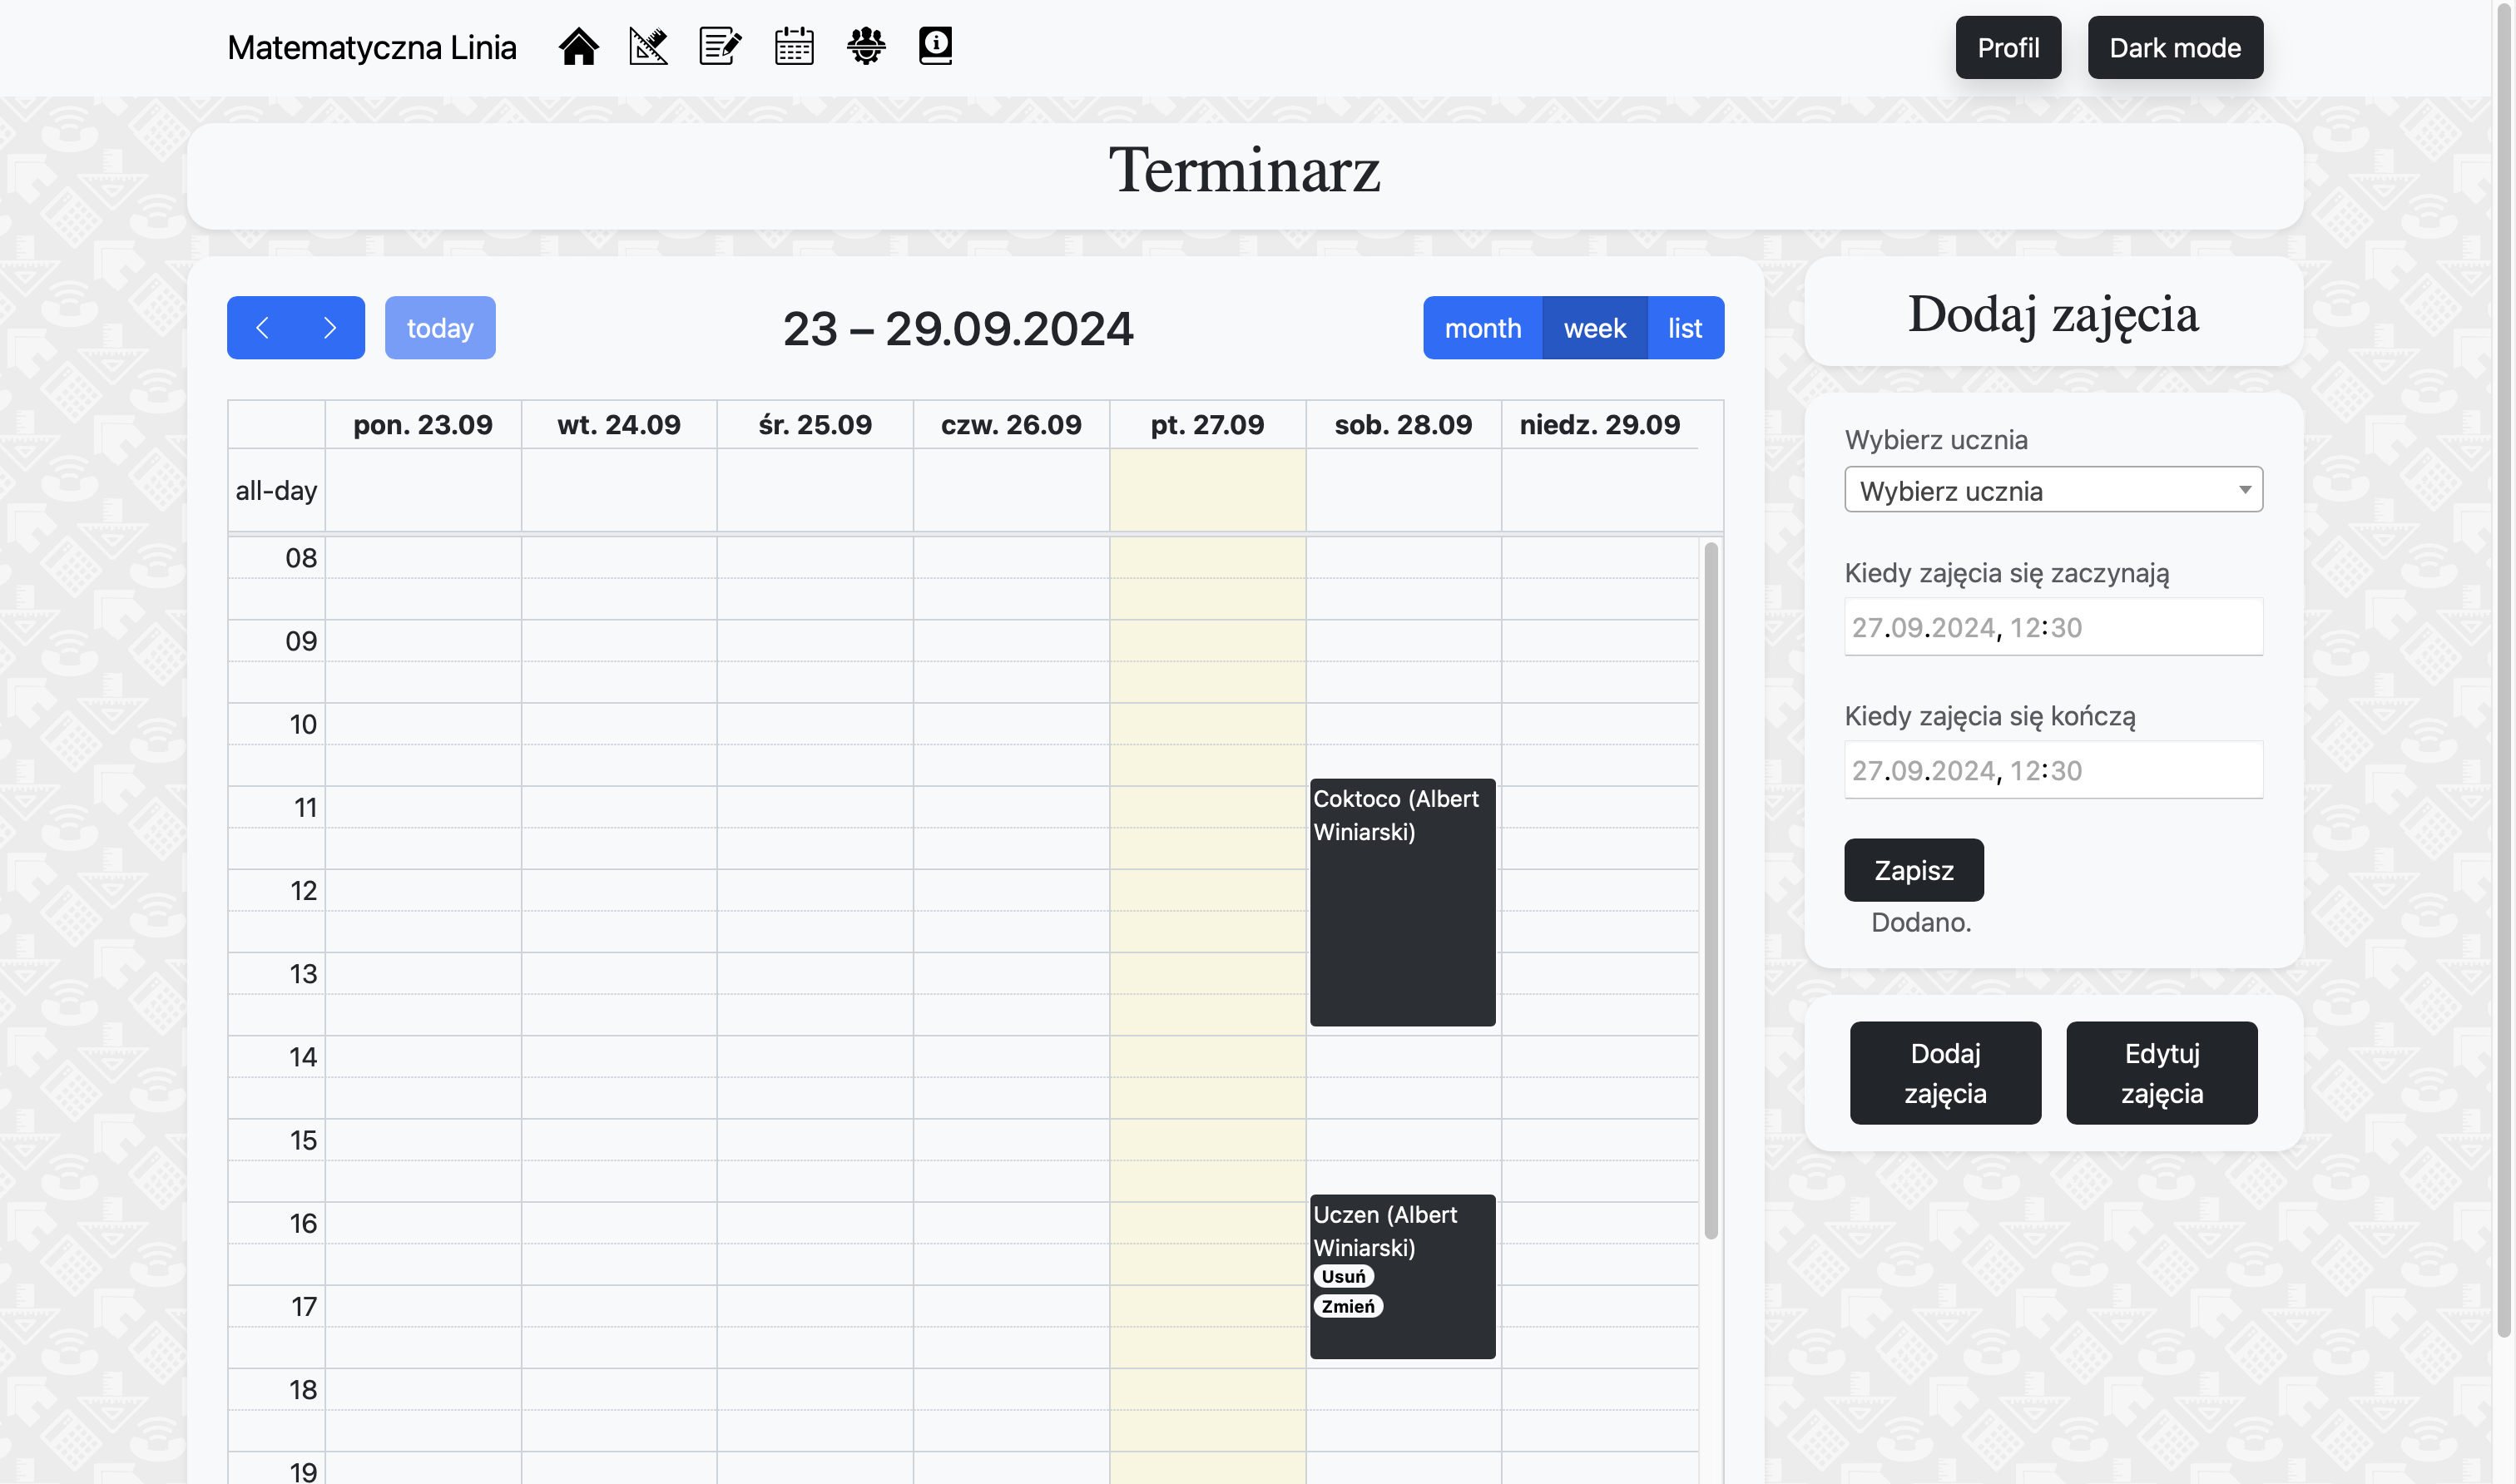 Matematyczna Linia
Profil
Dark mode
Terminarz
today
23 – 29.09.2024
month
week
list
pon. 23.09
wt. 24.09
śr. 25.09
czw. 26.09
pt. 27.09
sob. 28.09
niedz. 29.09
all-day
08
09
10
11
12
13
14
15
16
17
18
19
Coktoco (Albert
Winiarski)
Uczen (Albert
Winiarski)
Usuń
Zmień
Dodaj zajęcia
Wybierz ucznia
Wybierz ucznia
Kiedy zajęcia się zaczynają
27.09.2024, 12:30
Kiedy zajęcia się kończą
27.09.2024, 12:30
Zapisz
Dodano.
Dodaj
zajęcia
Edytuj
zajęcia